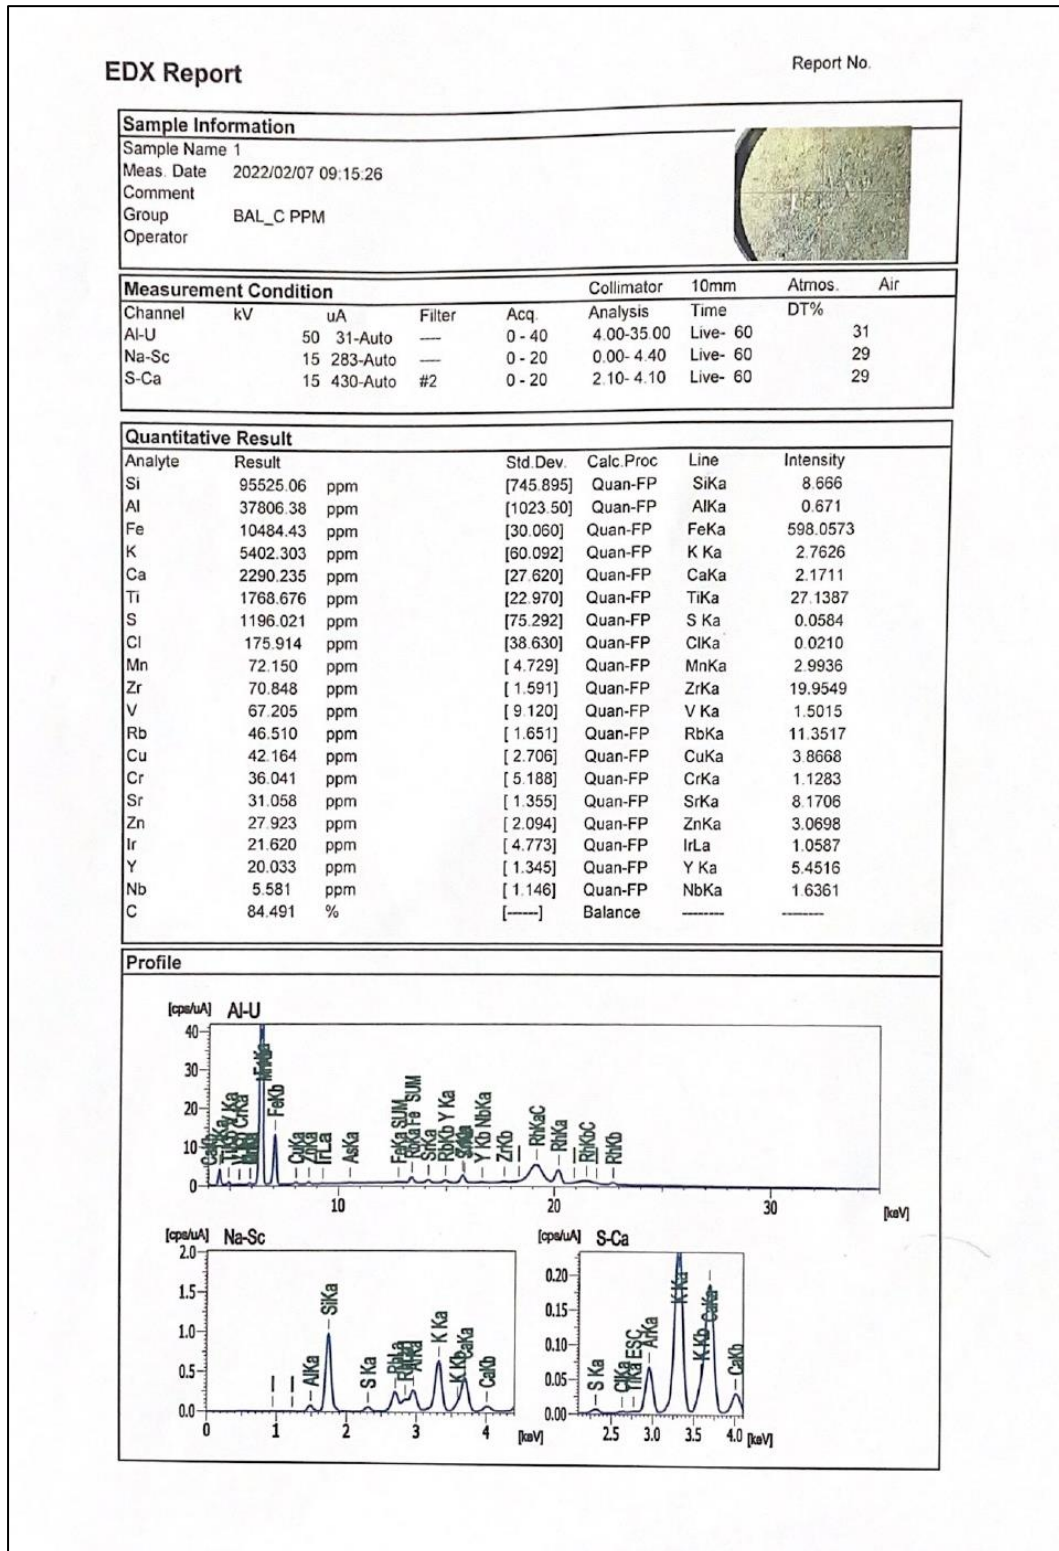 Report No.
EDX Report
Sample Information
Sample Name 1
Meas. Date 2022/02/07 09:15:26
Comment
Group BAL_C PPM
Operator
Measurement Condition Collimator 10mm Atmos. Air
Channel kV uA Filter Acq. Analysis Time DT%
Al-U 50 31-Auto ---- 0 - 40 4.00-35.00 Live- 60 31
Na-Sc 15 283-Auto ---- 0 - 20 0.00- 4.40 Live- 60 29
S-Ca 15 430-Auto #2 0 - 20 2.10- 4.10 Live- 60 29
Quantitative Result
Analyte Result Std.Dev. Calc.Proc Line Intensity
Si 95525.06 ppm [745.895] Quan-FP SiKa 8.666
Al 37806.38 ppm [1023.50] Quan-FP AlKa 0.671
Fe 10484.43 ppm [30.060] Quan-FP FeKa 598.0573
K 5402.303 ppm [60.092] Quan-FP K Ka 2.7626
Ca 2290.235 ppm [27.620] Quan-FP CaKa 2.1711
Ti 1768.676 ppm [22.970] Quan-FP TiKa 27.1387
S 1196.021 ppm [75.292] Quan-FP S Ka 0.0584
Cl 175.914 ppm [38.630] Quan-FP ClKa 0.0210
Mn 72.150 ppm [ 4.729] Quan-FP MnKa 2.9936
Zr 70.848 ppm [ 1.591] Quan-FP ZrKa 19.9549
V 67.205 ppm [ 9.120] Quan-FP V Ka 1.5015
Rb 46.510 ppm [ 1.651] Quan-FP RbKa 11.3517
Cu 42.164 ppm [ 2.706] Quan-FP CuKa 3.8668
Cr 36.041 ppm [ 5.188] Quan-FP CrKa 1.1283
Sr 31.058 ppm [ 1.355] Quan-FP SrKa 8.1706
Zn 27.923 ppm [ 2.094] Quan-FP ZnKa 3.0698
Ir 21.620 ppm [ 4.773] Quan-FP IrLa 1.0587
Y 20.033 ppm [ 1.345] Quan-FP Y Ka 5.4516
Nb 5.581 ppm [ 1.146] Quan-FP NbKa 1.6361
C 84.491 % [-----] Balance -------- --------
Profile
[cps/uA] Al-U
40
30
20
10
0
CaKb
CrKa
FeKb
CuKa
ZnKa
IrLa
AsKa
FeKa SUM
RbKa Fe SUM
SrKa
RbKb Y Ka
Y Kb NbKa
ZrKb
RhKaC
RhKa
RhKbC
RhKb
10 20 30 [keV]
[cps/uA] Na-Sc
2.0
1.5
1.0
0.5
0.0
AlKa
SiKa
S Ka
RhLa
ArKa
K Ka
K Kb
CaKa
CaKb
0 1 2 3 4 [keV]
[cps/uA] S-Ca
0.20
0.15
0.10
0.05
0.00
S Ka
ClKa
TiKa ESC
ArKa
K Ka
K Kb
CaKa
CaKb
2.5 3.0 3.5 4.0 [keV]